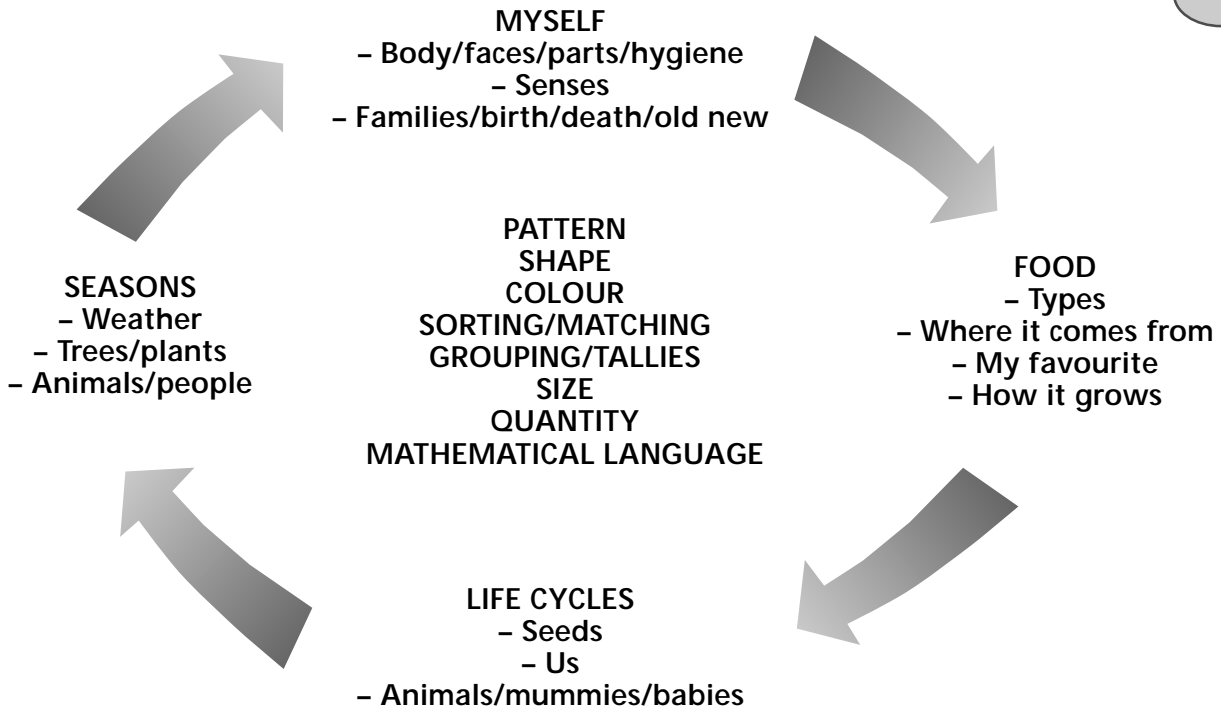 MYSELF
– Body/faces/parts/hygiene
– Senses
– Families/birth/death/old new
PATTERN
SHAPE
COLOUR
SORTING/MATCHING
GROUPING/TALLIES
SIZE
QUANTITY
MATHEMATICAL LANGUAGE
FOOD
– Types
– Where it comes from
– My favourite
– How it grows
LIFE CYCLES
– Seeds
– Us
– Animals/mummies/babies
SEASONS
– Weather
– Trees/plants
– Animals/people